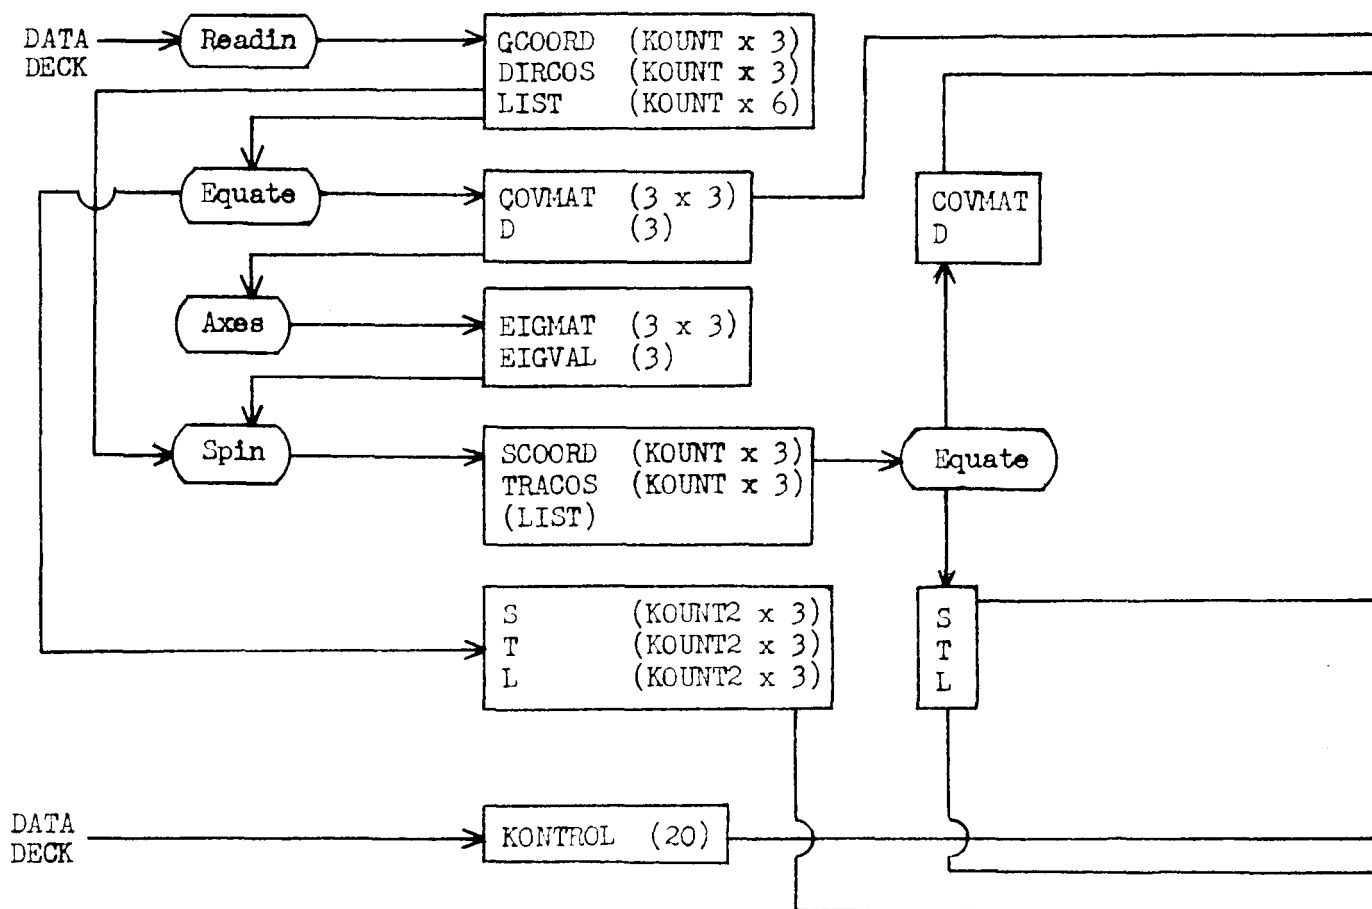 DATA
DECK
Readin
GCOORD (KOUNT x 3)
DIRCOS (KOUNT x 3)
LIST (KOUNT x 6)
Equate
COVMAT (3 x 3)
D (3)
COVMAT
D
Axes
EIGMAT (3 x 3)
EIGVAL (3)
Spin
SCOORD (KOUNT x 3)
TRACOS (KOUNT x 3)
(LIST)
Equate
S (KOUNT2 x 3)
T (KOUNT2 x 3)
L (KOUNT2 x 3)
S
T
L
DATA
DECK
KONTROL (20)